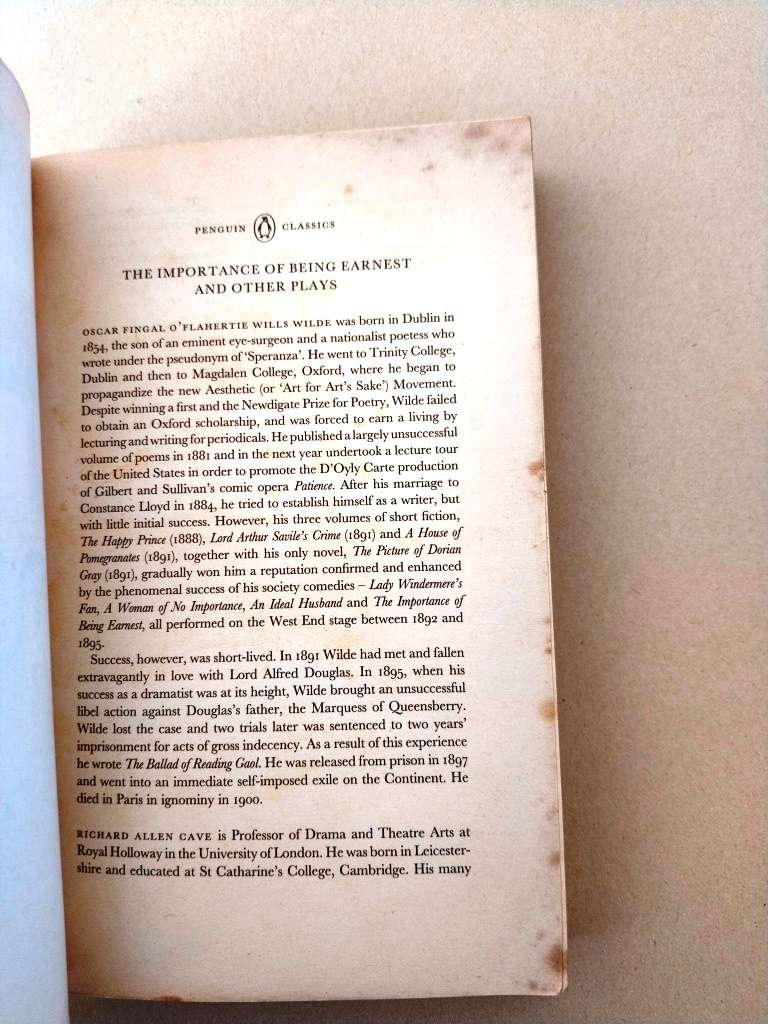 PENGUIN CLASSICS
THE IMPORTANCE OF BEING EARNEST
AND OTHER PLAYS
OSCAR FINGAL O'FLAHERTIE WILLS WILDE was born in Dublin in
1854, the son of an eminent eye-surgeon and a nationalist poetess who
wrote under the pseudonym of 'Speranza'. He went to Trinity College,
Dublin and then to Magdalen College, Oxford, where he began to
propagandize the new Aesthetic (or 'Art for Art's Sake') Movement.
Despite winning a first and the Newdigate Prize for Poetry, Wilde failed
to obtain an Oxford scholarship, and was forced to earn a living by
lecturing and writing for periodicals. He published a largely unsuccessful
volume of poems in 1881 and in the next year undertook a lecture tour
of the United States in order to promote the D'Oyly Carte production
of Gilbert and Sullivan's comic opera Patience. After his marriage to
Constance Lloyd in 1884, he tried to establish himself as a writer, but
with little initial success. However, his three volumes of short fiction,
The Happy Prince (1888), Lord Arthur Savile's Crime (1891) and A House of
Pomegranates (1891), together with his only novel, The Picture of Dorian
Gray (1891), gradually won him a reputation confirmed and enhanced
by the phenomenal success of his society comedies – Lady Windermere's
Fan, A Woman of No Importance, An Ideal Husband and The Importance of
Being Earnest, all performed on the West End stage between 1892 and
1895.
Success, however, was short-lived. In 1891 Wilde had met and fallen
extravagantly in love with Lord Alfred Douglas. In 1895, when his
success as a dramatist was at its height, Wilde brought an unsuccessful
libel action against Douglas's father, the Marquess of Queensberry.
Wilde lost the case and two trials later was sentenced to two years'
imprisonment for acts of gross indecency. As a result of this experience
he wrote The Ballad of Reading Gaol. He was released from prison in 1897
and went into an immediate self-imposed exile on the Continent. He
died in Paris in ignominy in 1900.
RICHARD ALLEN CAVE is Professor of Drama and Theatre Arts at
Royal Holloway in the University of London. He was born in Leicester-
shire and educated at St Catharine's College, Cambridge. His many